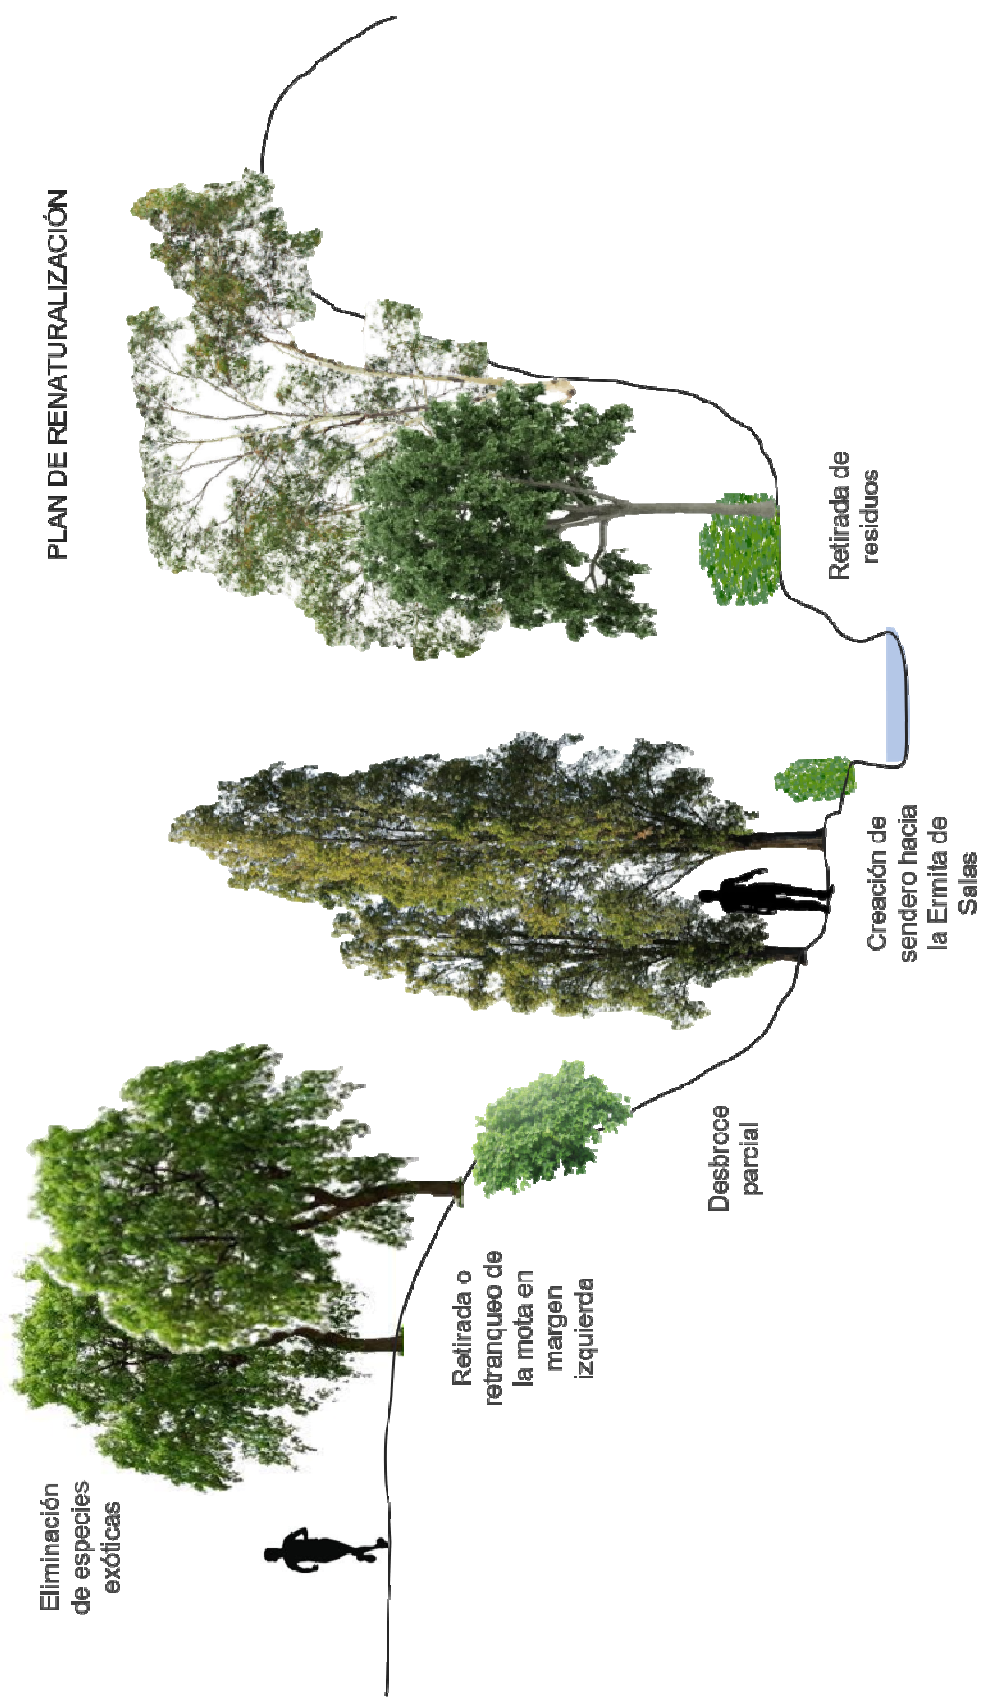 PLAN DE RENATURALIZACIÓN
Eliminación
de especies
exóticas
Retirada o
retranqueo de
la mota en
margen
izquierda
Desbroce
parcial
Creación de
sendero hacia
la Ermita de
Salas
Retirada de
residuos